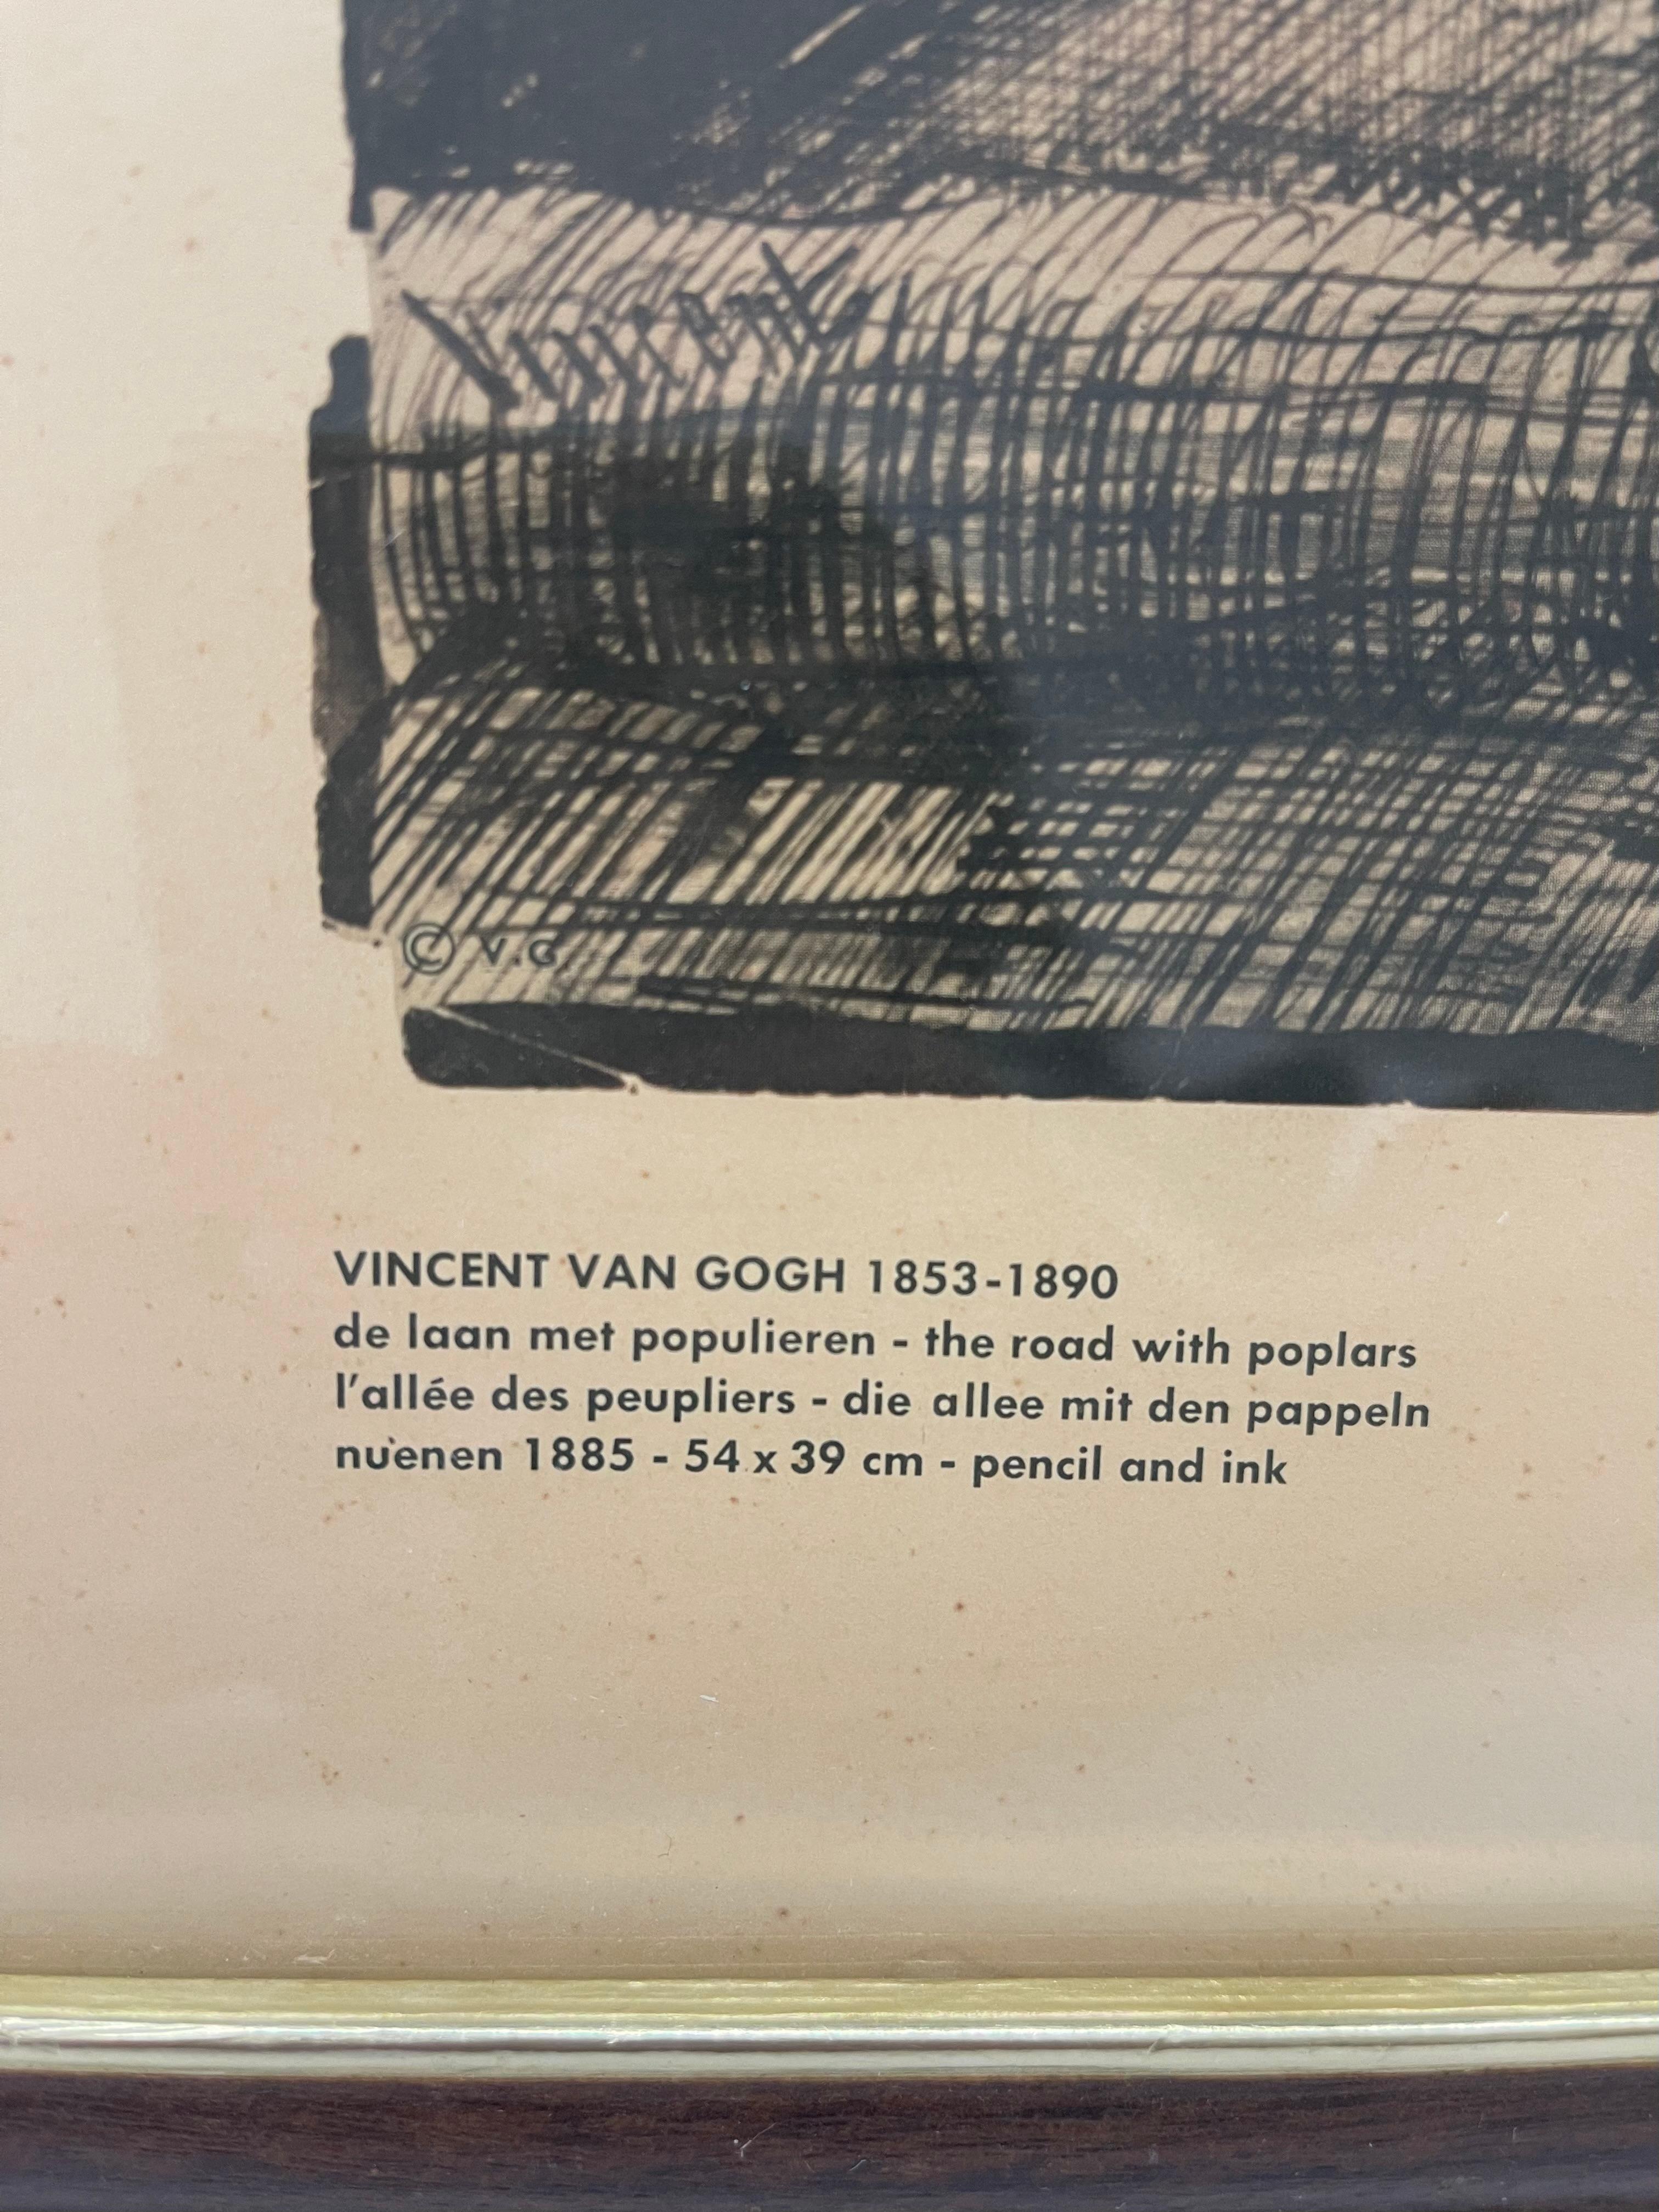 Vincent
© V.G.
VINCENT VAN GOGH 1853-1890
de laan met populieren - the road with poplars
l'allée des peupliers - die allee mit den pappeln
nuenen 1885 - 54 x 39 cm - pencil and ink